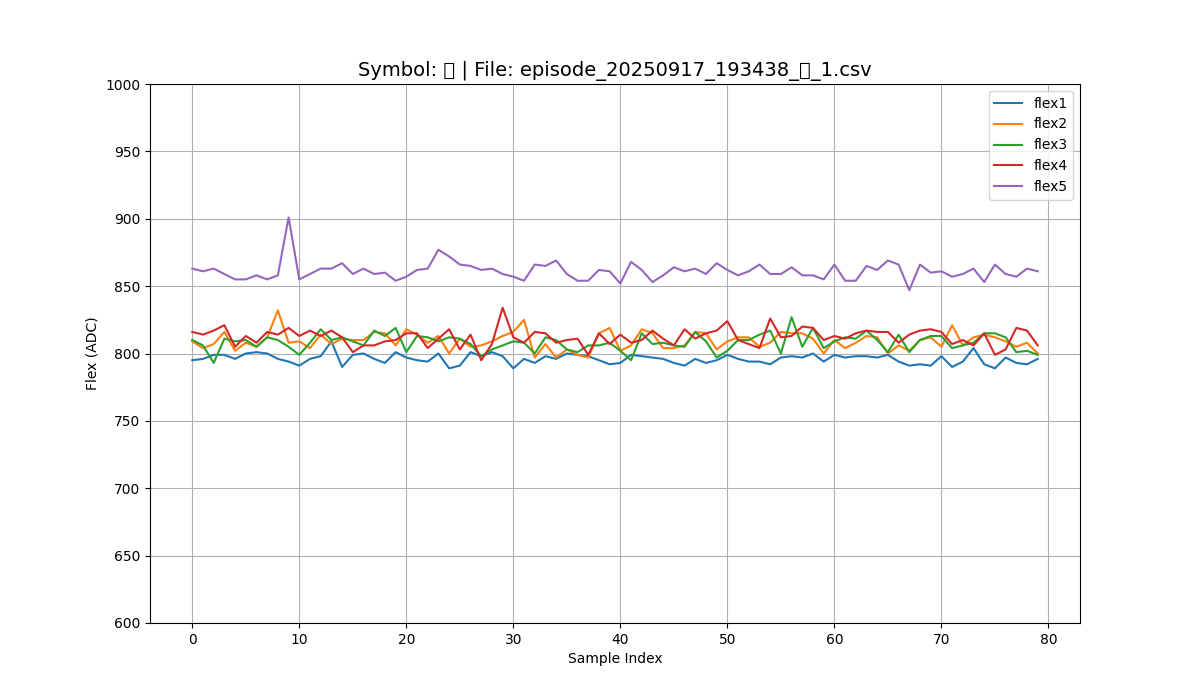 Symbol: | File: episode_20250917_193438_ _1.csv
1000
950
900
850
800
750
700
650
600
Flex (ADC)
0 10 20 30 40 50 60 70 80
Sample Index
flex1
flex2
flex3
flex4
flex5